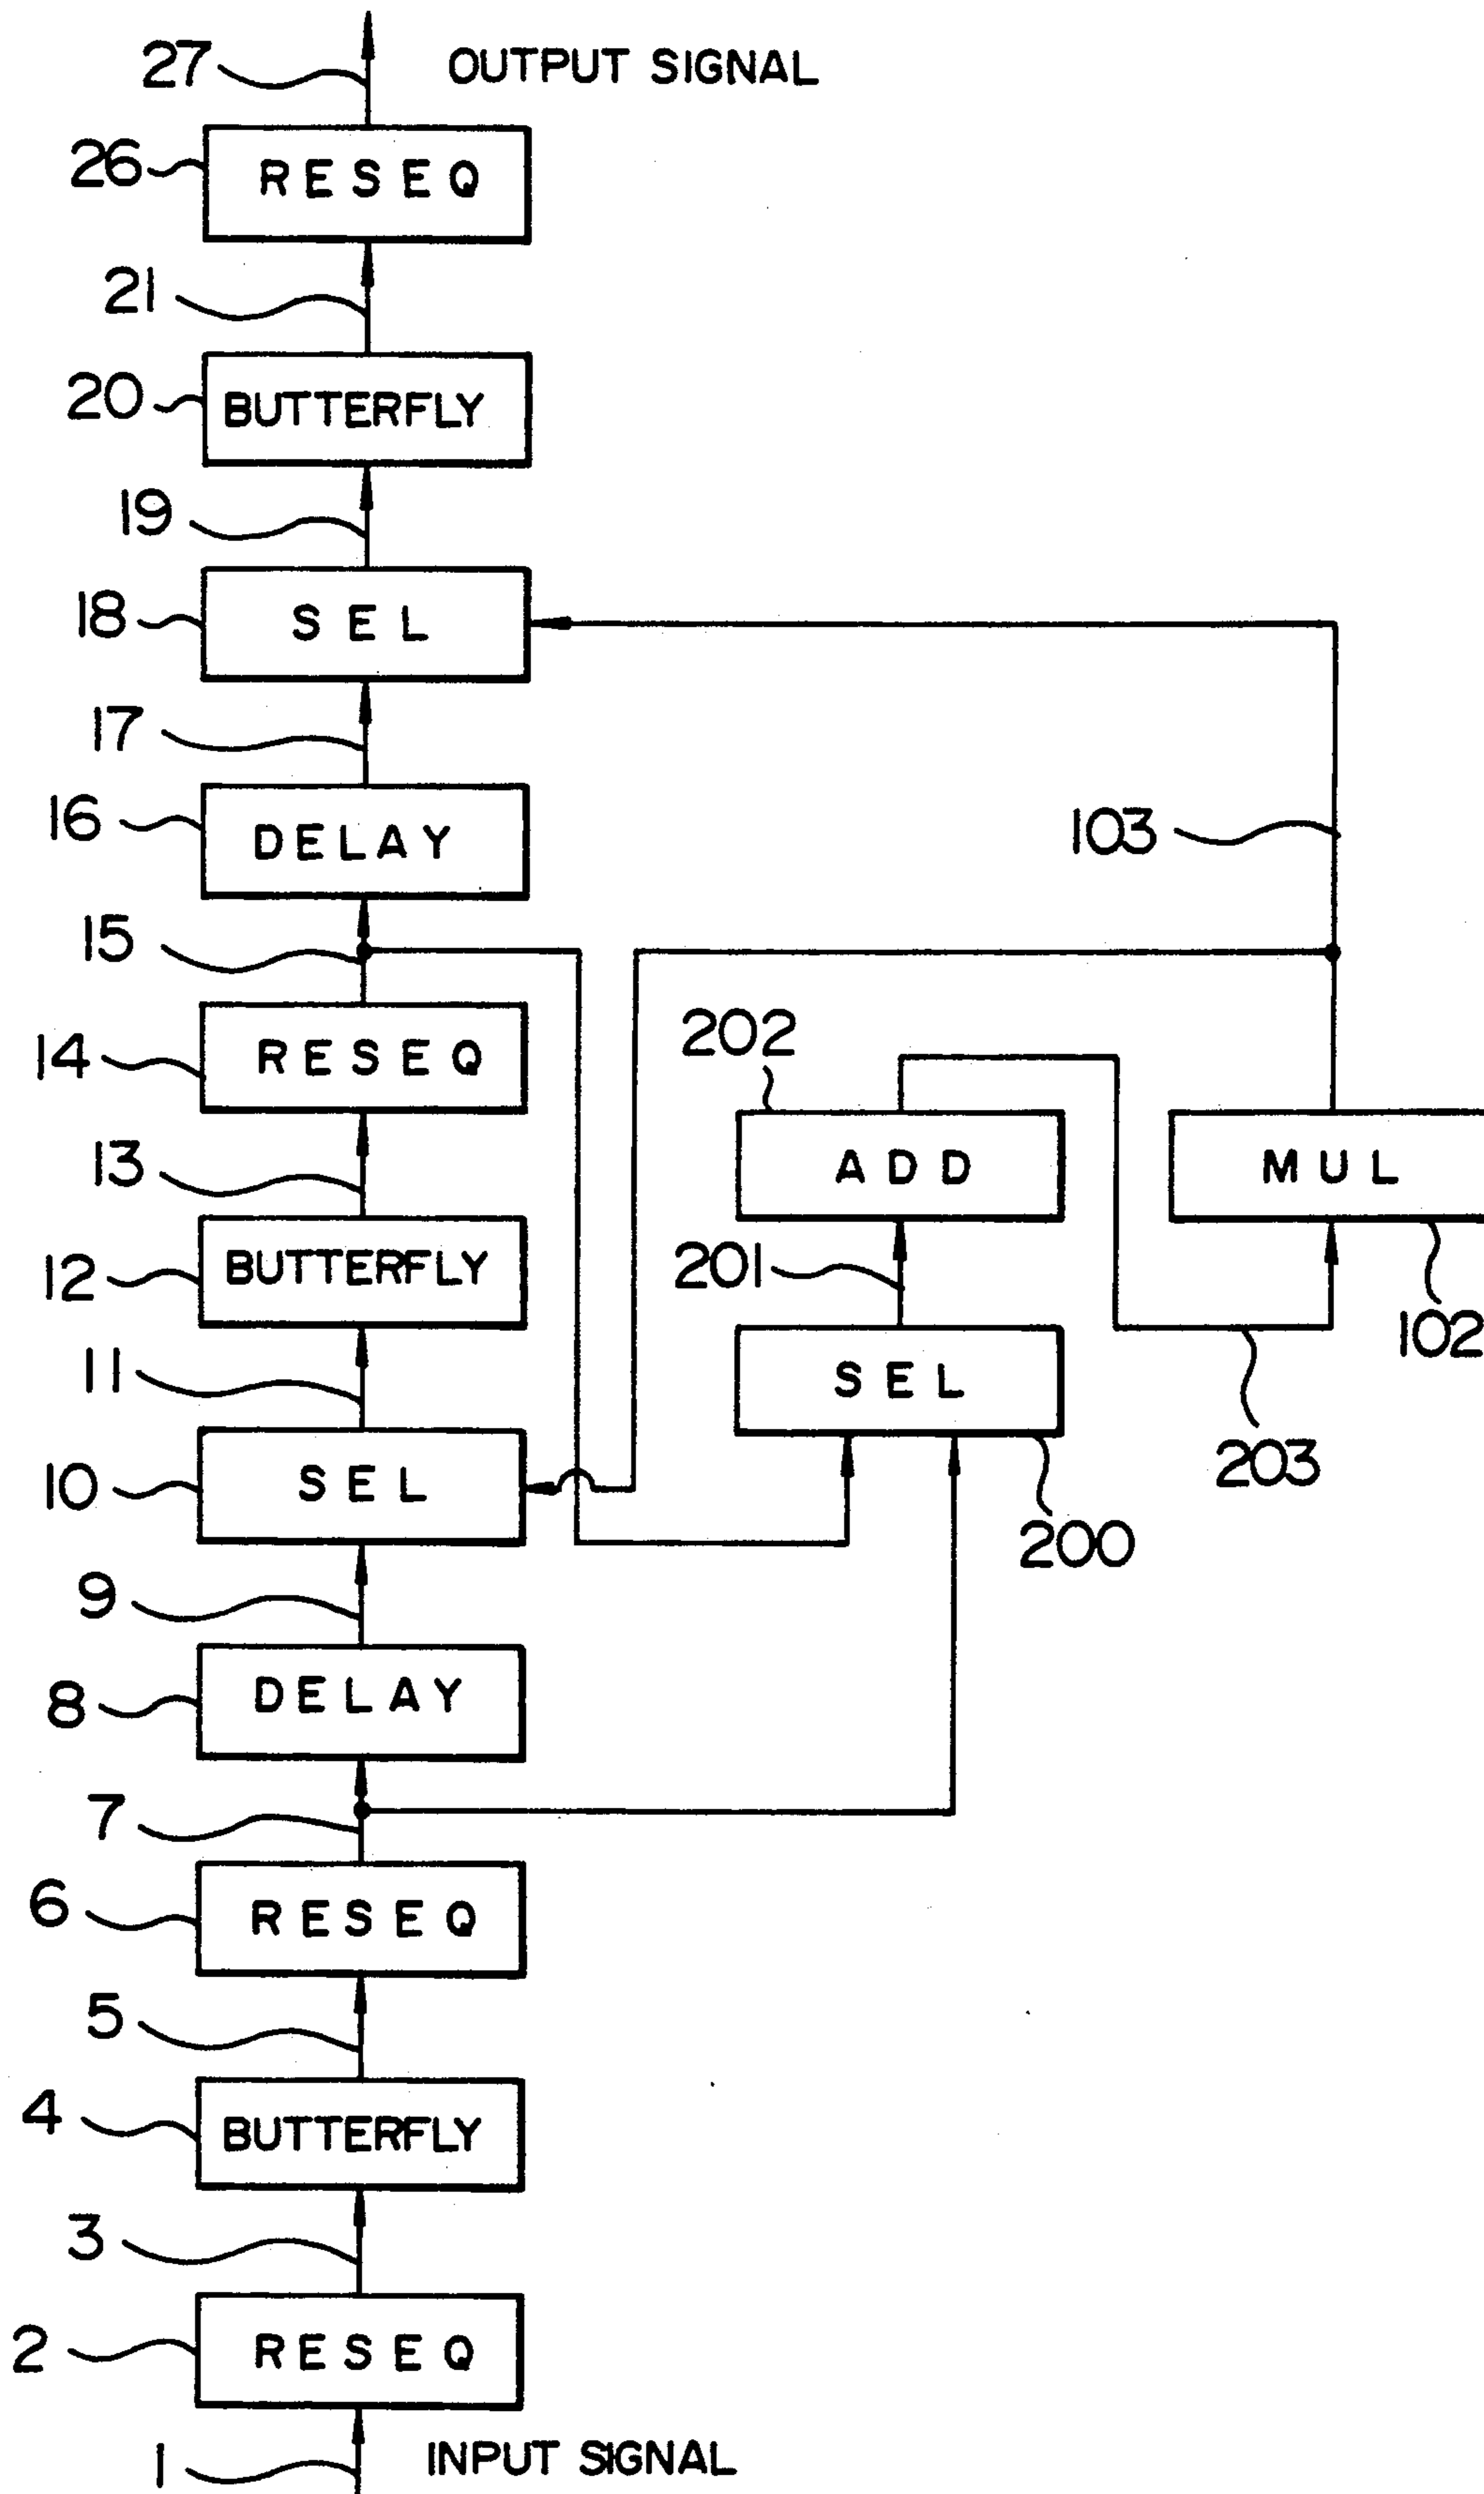 27
OUTPUT SIGNAL
26
RESEQ
21
20
BUTTERFLY
19
18
SEL
17
16
DELAY
103
15
14
RESEQ
202
13
ADD
MUL
12
BUTTERFLY
201
102
11
SEL
10
SEL
203
200
9
8
DELAY
7
6
RESEQ
5
4
BUTTERFLY
3
2
RESEQ
1
INPUT SIGNAL